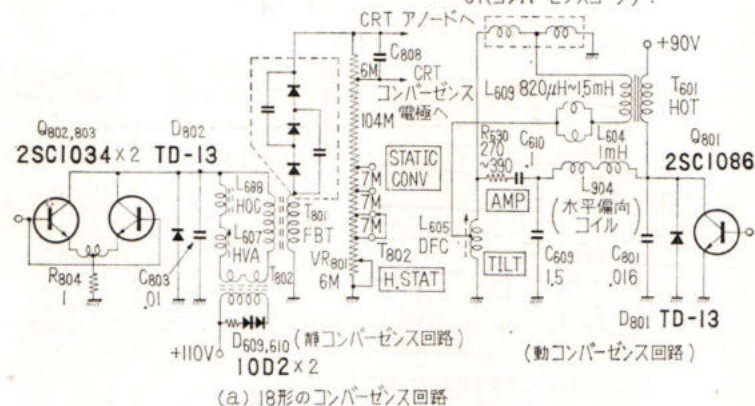 CRT アノードへ
+90V
C808
6M
CRT
コンバーゼンス
電極へ
L609 820μH~1.5mH
T601
HOT
Q802,803
2SC1034×2
D802
TD-13
104M
R630
270
~390
C610
.1
L604
1mH
Q801
2SC1086
L608
HOC
STATIC
CONV
7M
7M
7M
AMP
L904
(水平偏向
コイル)
L607
HVA
T801
FBT
L605
DFC
T802
T802
VR801
6M
H.STAT
TILT
C609
1.5
C801
.016
R804
1
C803
.01
D801 TD-13
D609,610
10D2×2
+110V
(静コンバーゼンス回路)
(動コンバーゼンス回路)
(a) 18形のコンバーゼンス回路